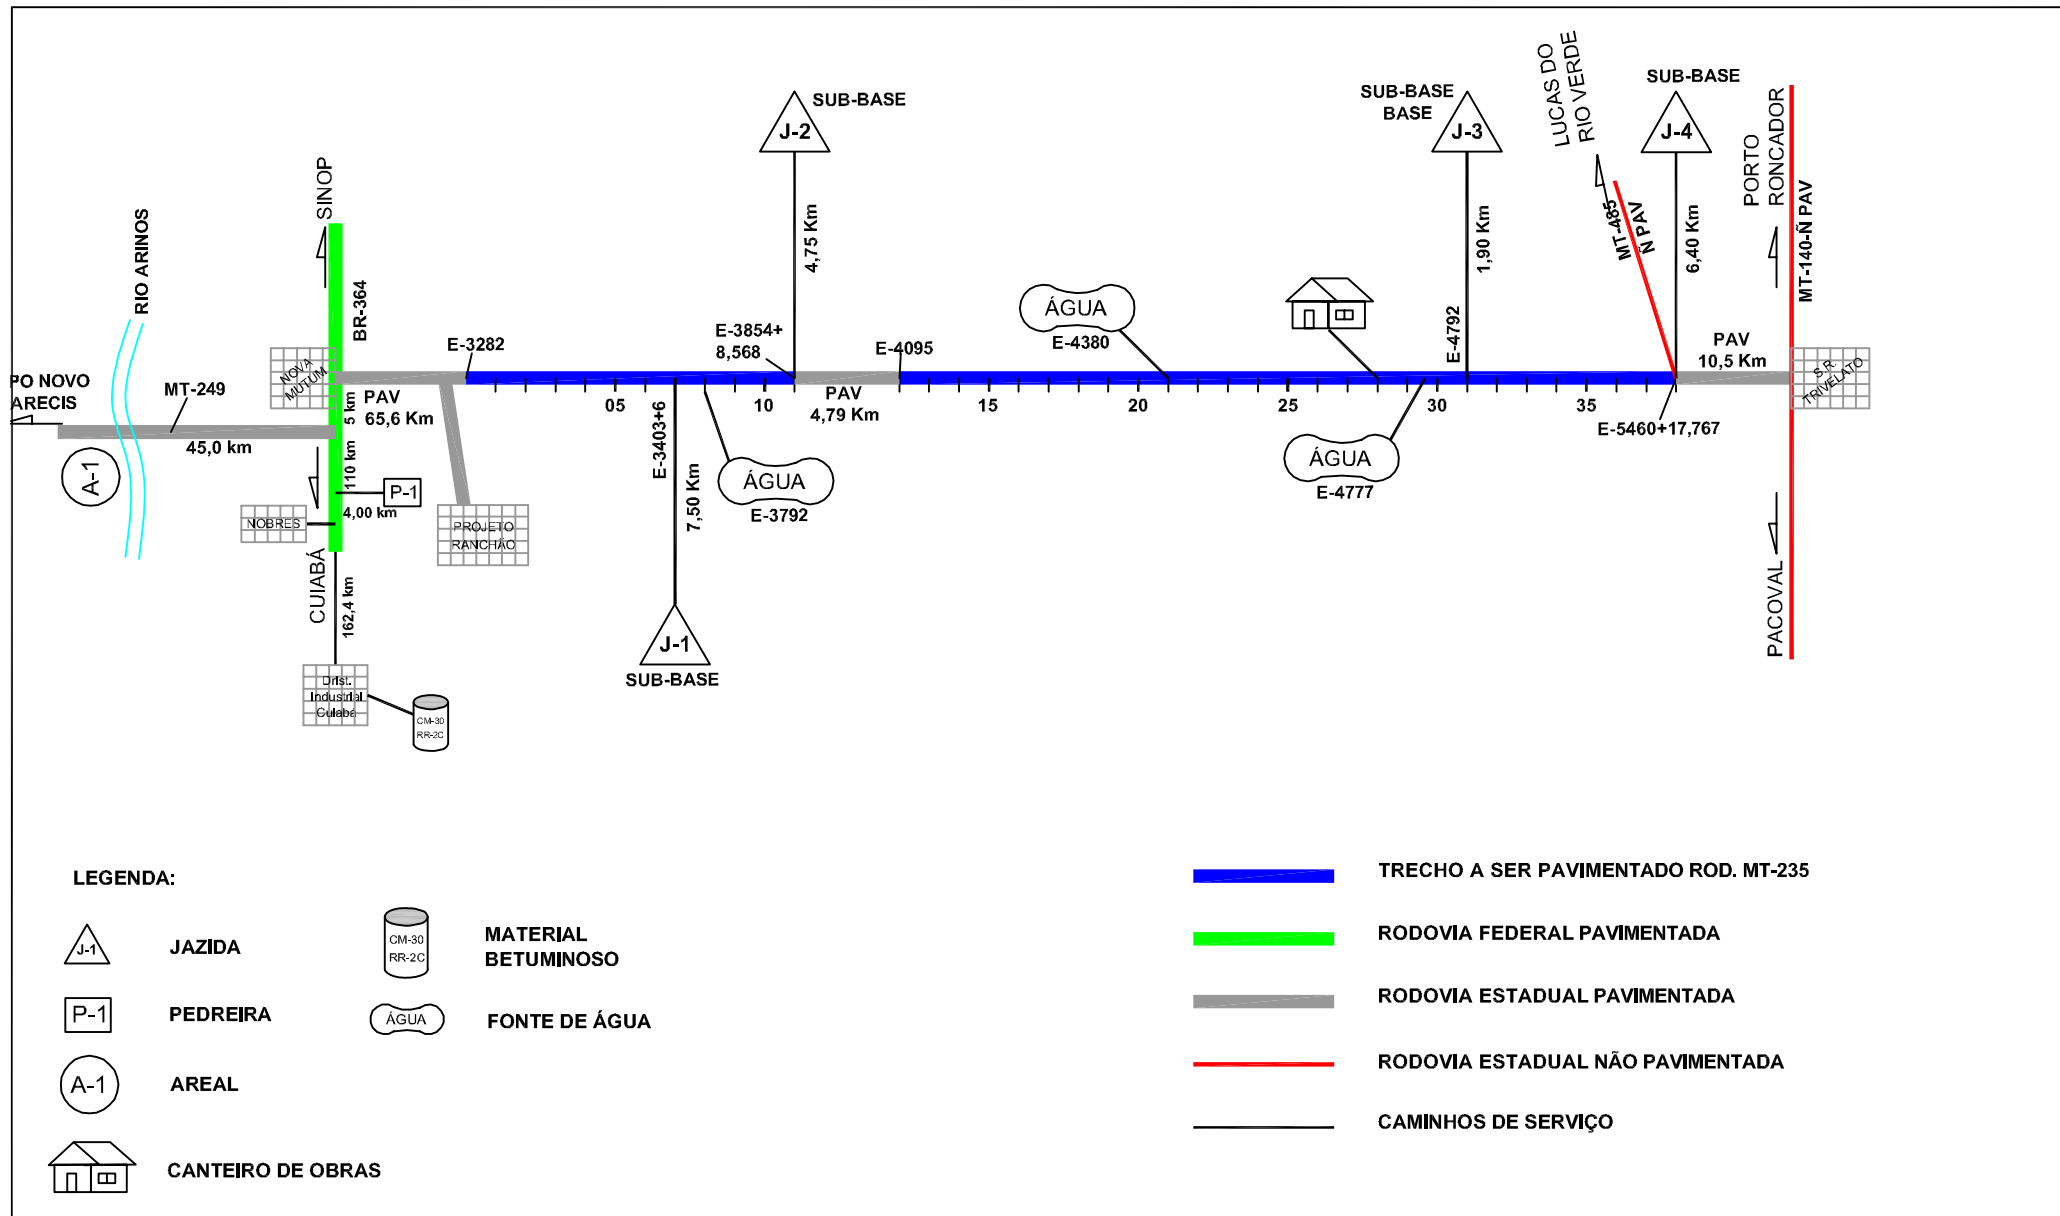 SUB-BASE
J-2
SUB-BASE
BASE
J-3
LUCAS DO
RIO VERDE
SUB-BASE
J-4
PORTO
RONCADOR
MT-140-Ñ PAV
SINOP
RIO ARINOS
BR-364
4,75 Km
1,90 Km
MT-485
Ñ PAV
6,40 Km
ÁGUA
E-4380
E-3282
E-3854+
8,568
E-4095
E-4792
PAV
10,5 Km
S.R.
TRIVELATO
NOVA
MUTUM
PO NOVO
ARECIS
MT-249
45,0 km
5 km
PAV
65,6 Km
05
10
PAV
4,79 Km
15
20
25
30
35
E-5460+17,767
A-1
110 km
P-1
4,00 km
NOBRES
CUIABÁ
PROJETO
RANCHÃO
E-3403+6
7,50 Km
ÁGUA
E-3792
ÁGUA
E-4777
PACOVAL
162,4 km
J-1
SUB-BASE
Drist.
Industrial
Cuiabá
CM-30
RR-2C
LEGENDA:
J-1
JAZIDA
CM-30
RR-2C
MATERIAL
BETUMINOSO
P-1
PEDREIRA
ÁGUA
FONTE DE ÁGUA
A-1
AREAL
CANTEIRO DE OBRAS
TRECHO A SER PAVIMENTADO ROD. MT-235
RODOVIA FEDERAL PAVIMENTADA
RODOVIA ESTADUAL PAVIMENTADA
RODOVIA ESTADUAL NÃO PAVIMENTADA
CAMINHOS DE SERVIÇO